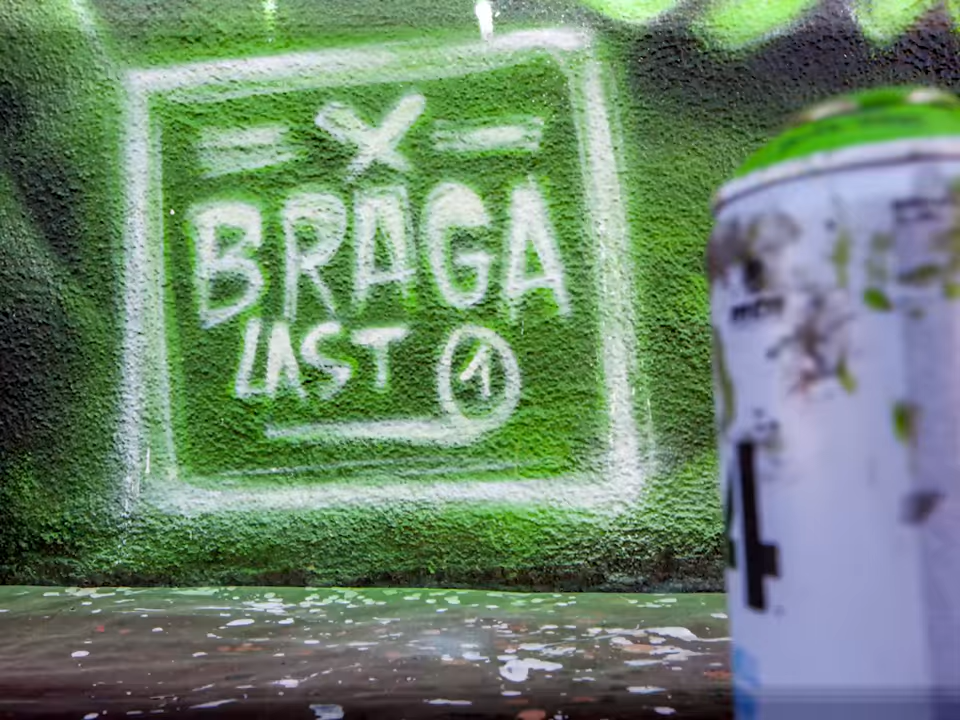 = X =
BRAGA
LAST 1